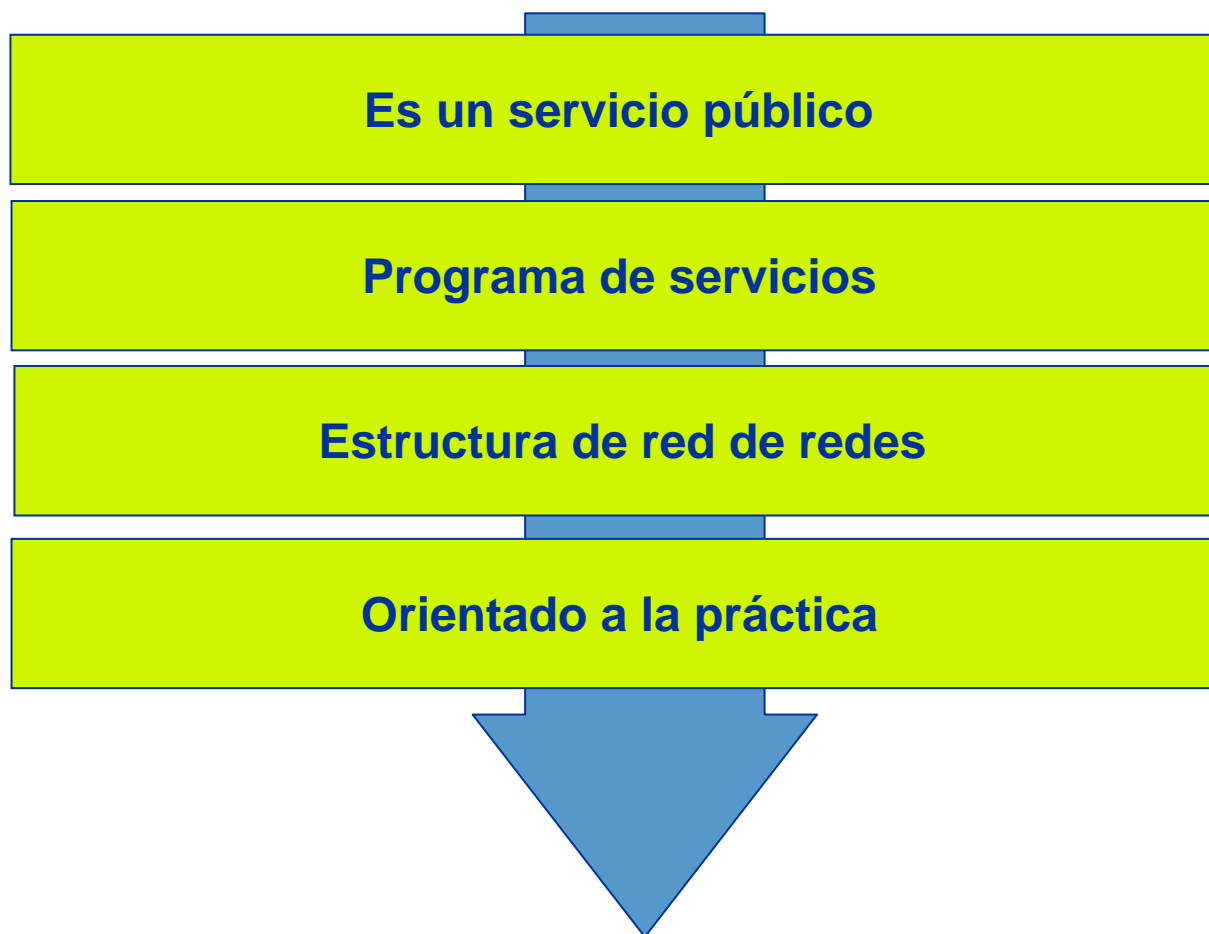 Es un servicio público
Programa de servicios
Estructura de red de redes
Orientado a la práctica